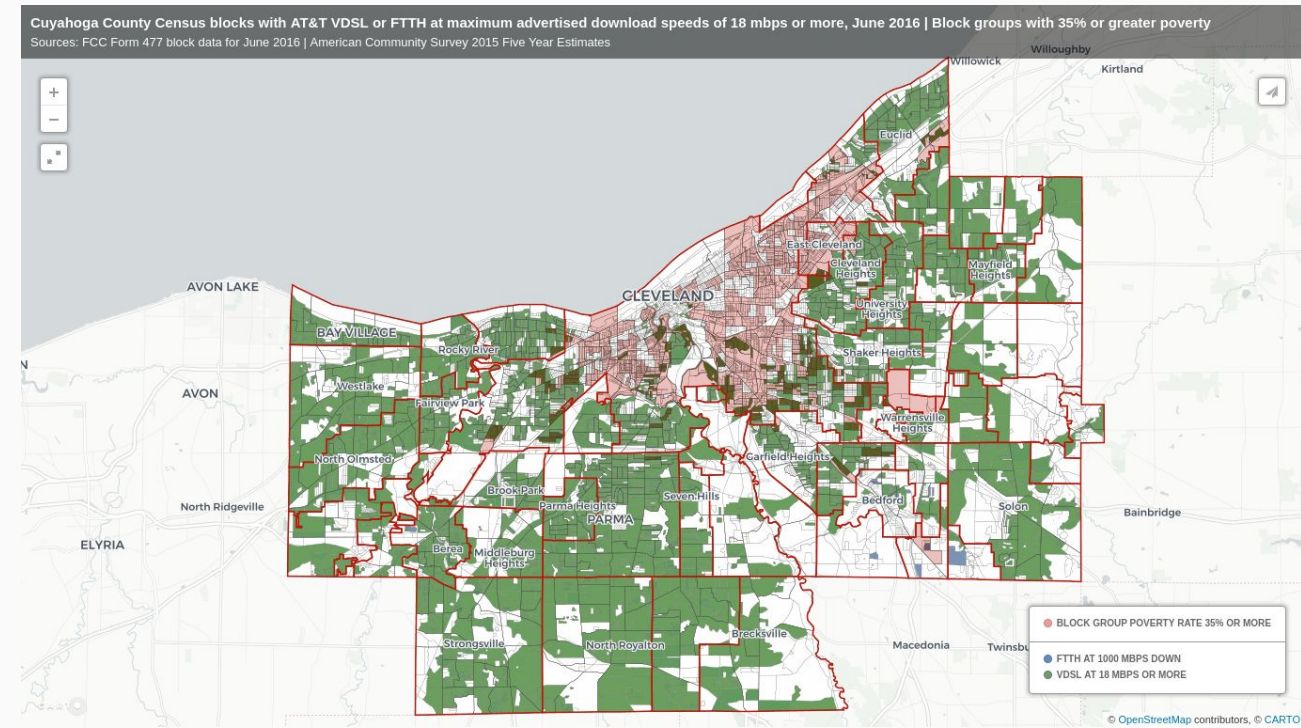 Cuyahoga County Census blocks with AT&T VDSL or FTTH at maximum advertised download speeds of 18 mbps or more, June 2016 | Block groups with 35% or greater poverty
Sources: FCC Form 477 block data for June 2016 | American Community Survey 2015 Five Year Estimates
Willoughby
Willowick
Kirtland
+
−
Euclid
East Cleveland
Cleveland
Heights
Mayfield
Heights
AVON LAKE
CLEVELAND
University
Heights
BAY VILLAGE
Rocky River
Shaker Heights
N
Westlake
AVON
Fairview Park
Warrensville
Heights
North Olmsted
Garfield Heights
Brook Park
Seven Hills
Bedford
North Ridgeville
Parma Heights
PARMA
Solon
Bainbridge
ELYRIA
Berea
Middleburg
Heights
BLOCK GROUP POVERTY RATE 35% OR MORE
Strongsville
North Royalton
Brecksville
Macedonia
Twinsbu
FTTH AT 1000 MBPS DOWN
VDSL AT 18 MBPS OR MORE
© OpenStreetMap contributors, © CARTO